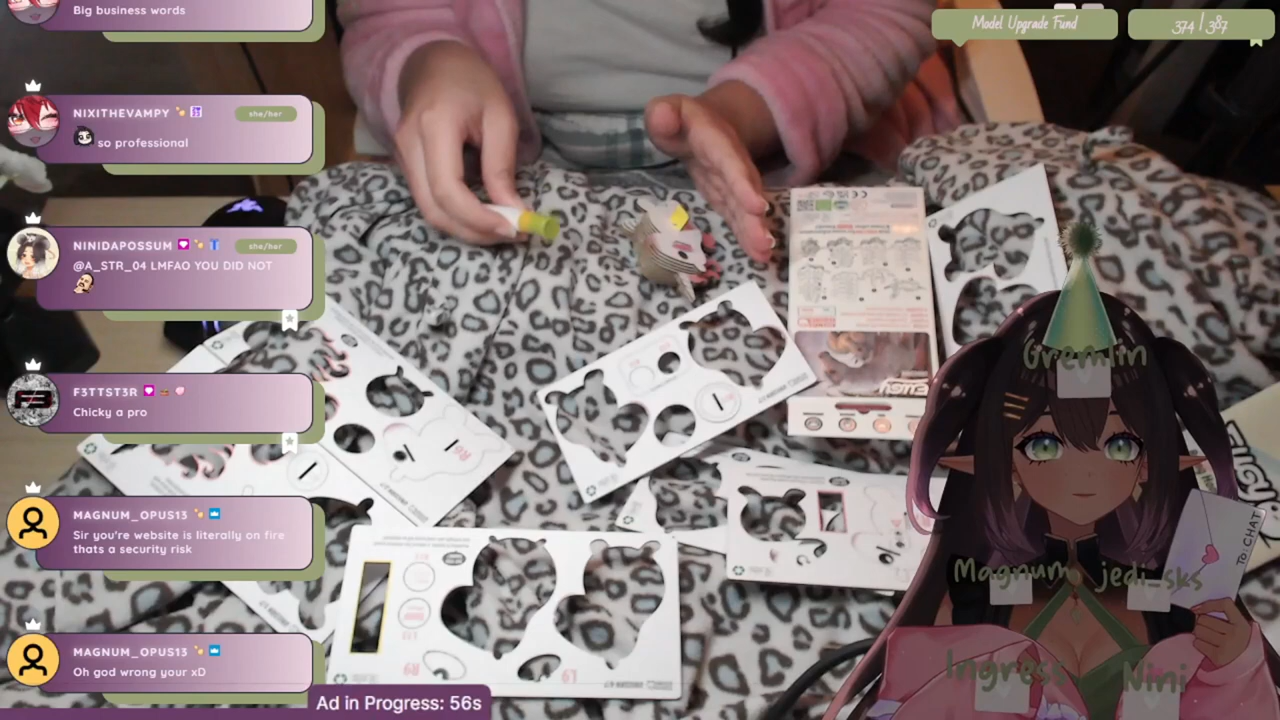 Big business words
NIXITHEVAMPY
she/her
so professional
NINIDAPOSSUM
she/her
@A_STR_04 LMFAO YOU DID NOT
F3TTST3R
Chicky a pro
MAGNUM_OPUS13
Sir you're website is literally on fire
thats a security risk
MAGNUM_OPUS13
Oh god wrong your xD
Ad in Progress: 56s
Model Upgrade Fund
374 | 387
Gremlin
TO CHAT
Magnum
jedi_sks
Ingress
Nini
R9
L9